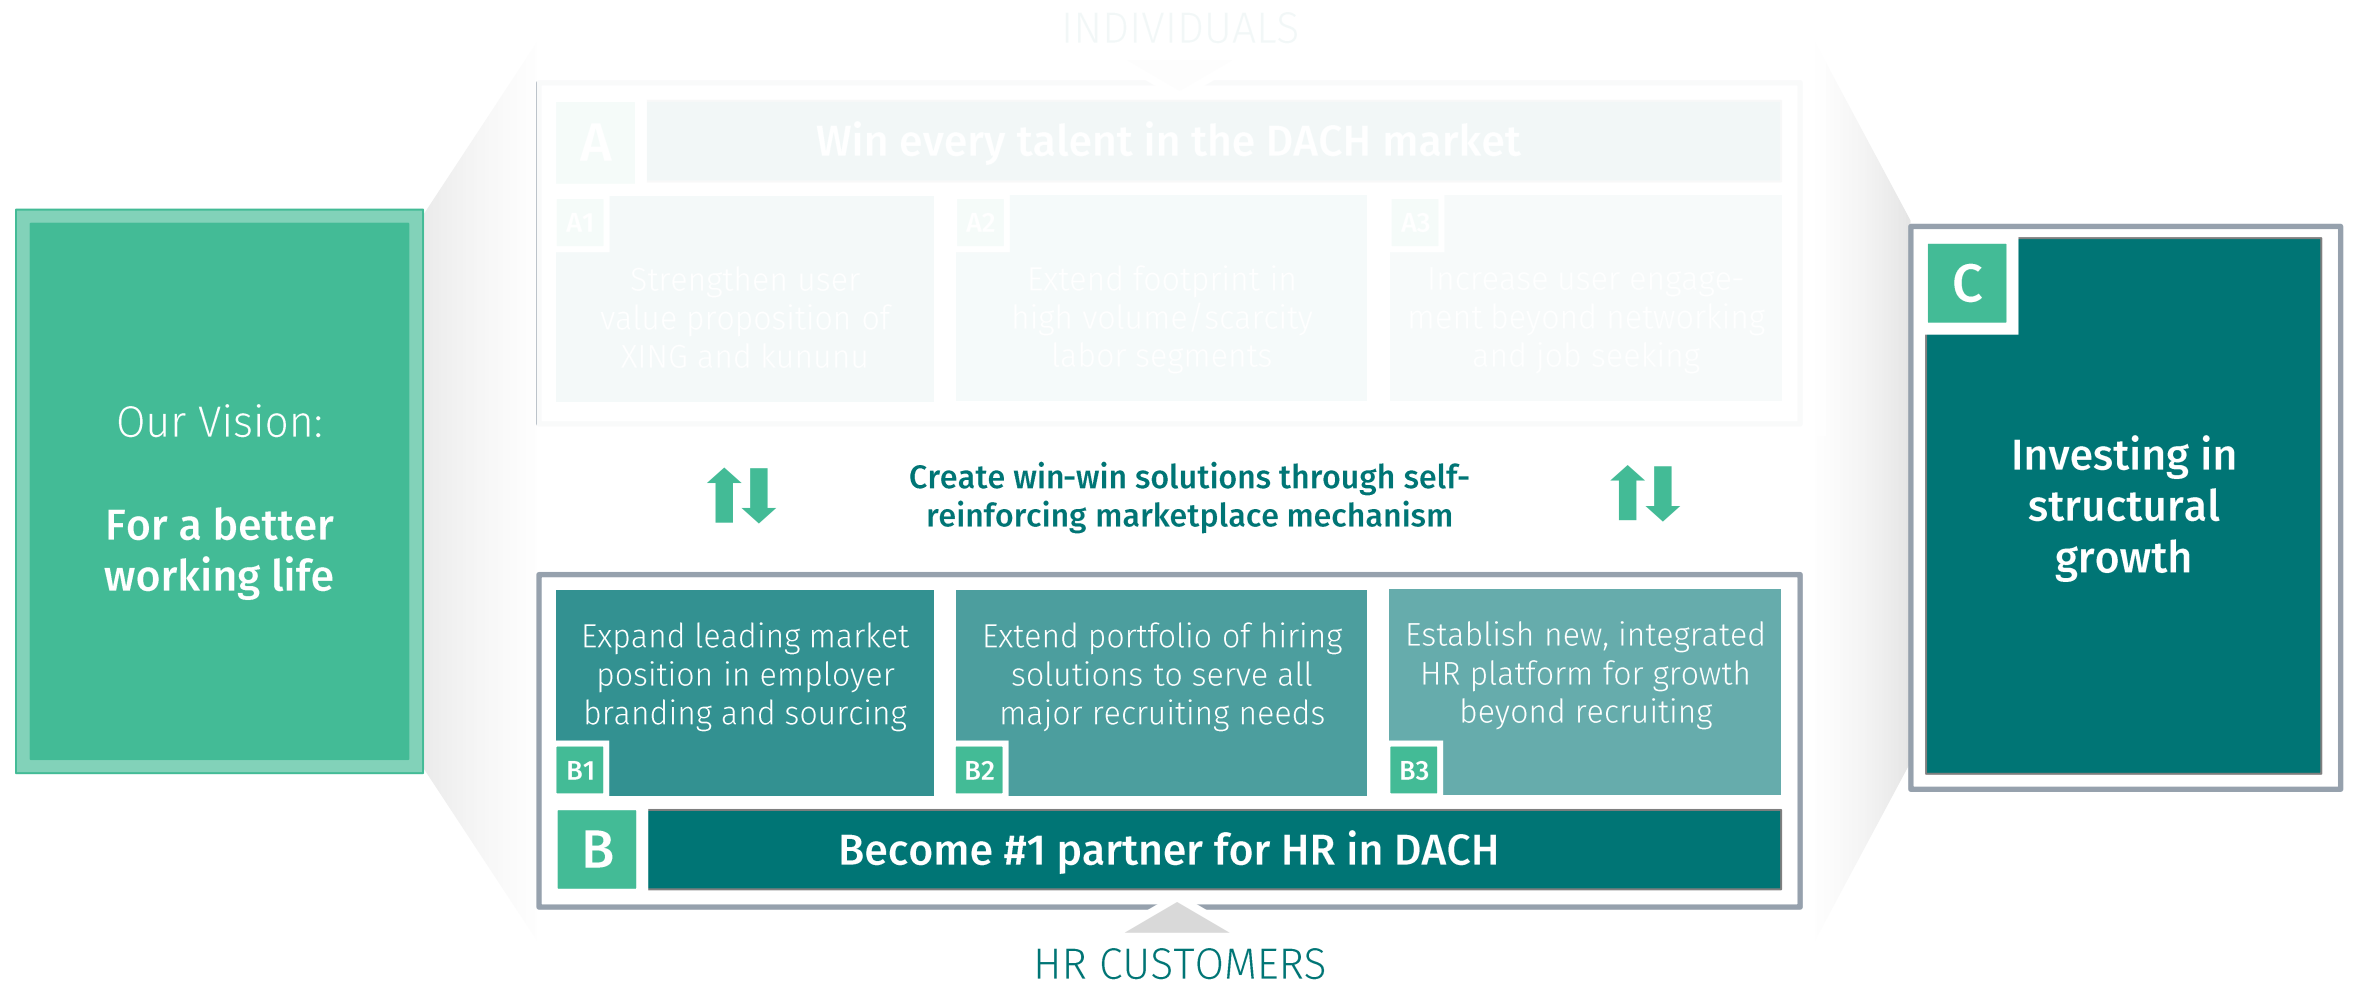 INDIVIDUALS
A
Win every talent in the DACH market
A1
Strengthen user
value proposition of
XING and kununu
A2
Extend footprint in
high volume/scarcity
labor segments
A3
Increase user engage-
ment beyond networking
and job seeking
Our Vision:
For a better
working life
Create win-win solutions through self-
reinforcing marketplace mechanism
Expand leading market
position in employer
branding and sourcing
B1
Extend portfolio of hiring
solutions to serve all
major recruiting needs
B2
Establish new, integrated
HR platform for growth
beyond recruiting
B3
B
Become #1 partner for HR in DACH
HR CUSTOMERS
C
Investing in
structural
growth